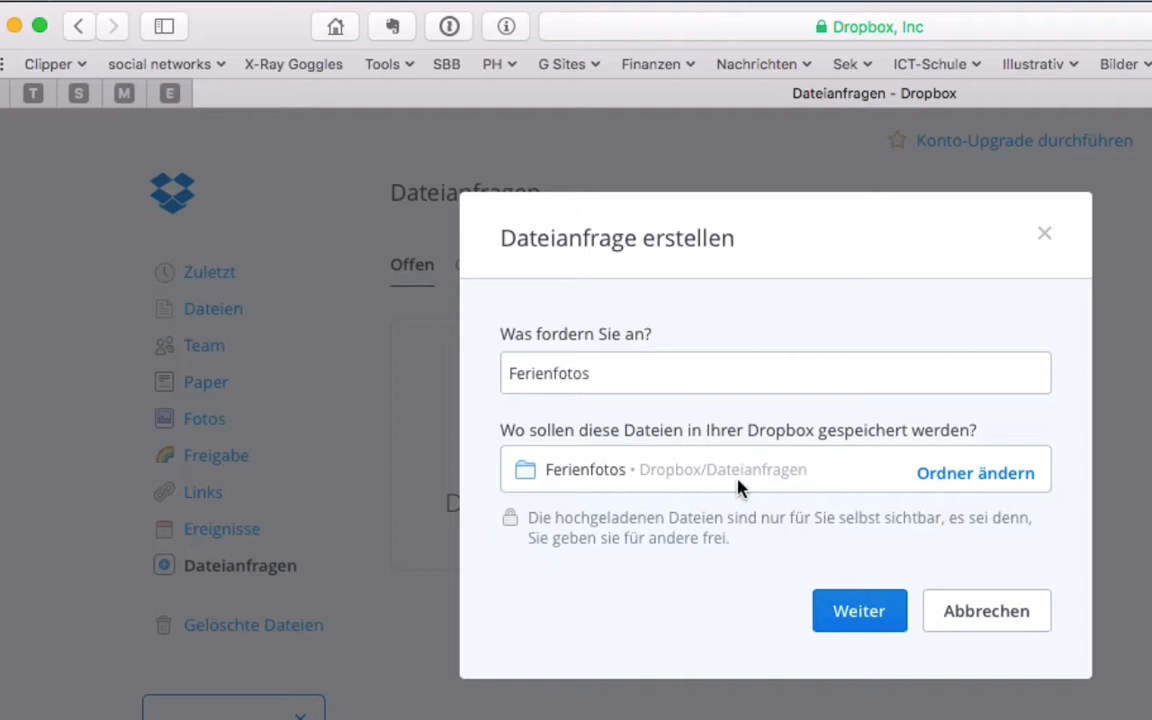 Dropbox, Inc
Clipper social networks X-Ray Goggles Tools SBB PH G Sites Finanzen Nachrichten Sek ICT-Schule Illustrativ Bilder
T S M E Dateianfragen - Dropbox
Konto-Upgrade durchführen
Dateianfragen
Dateianfrage erstellen
Offen
Zuletzt
Dateien
Team
Paper
Fotos
Freigabe
Links
Ereignisse
Dateianfragen
Gelöschte Dateien
Was fordern Sie an?
Ferienfotos
Wo sollen diese Dateien in Ihrer Dropbox gespeichert werden?
Ferienfotos • Dropbox/Dateianfragen Ordner ändern
Die hochgeladenen Dateien sind nur für Sie selbst sichtbar, es sei denn,
Sie geben sie für andere frei.
Weiter Abbrechen